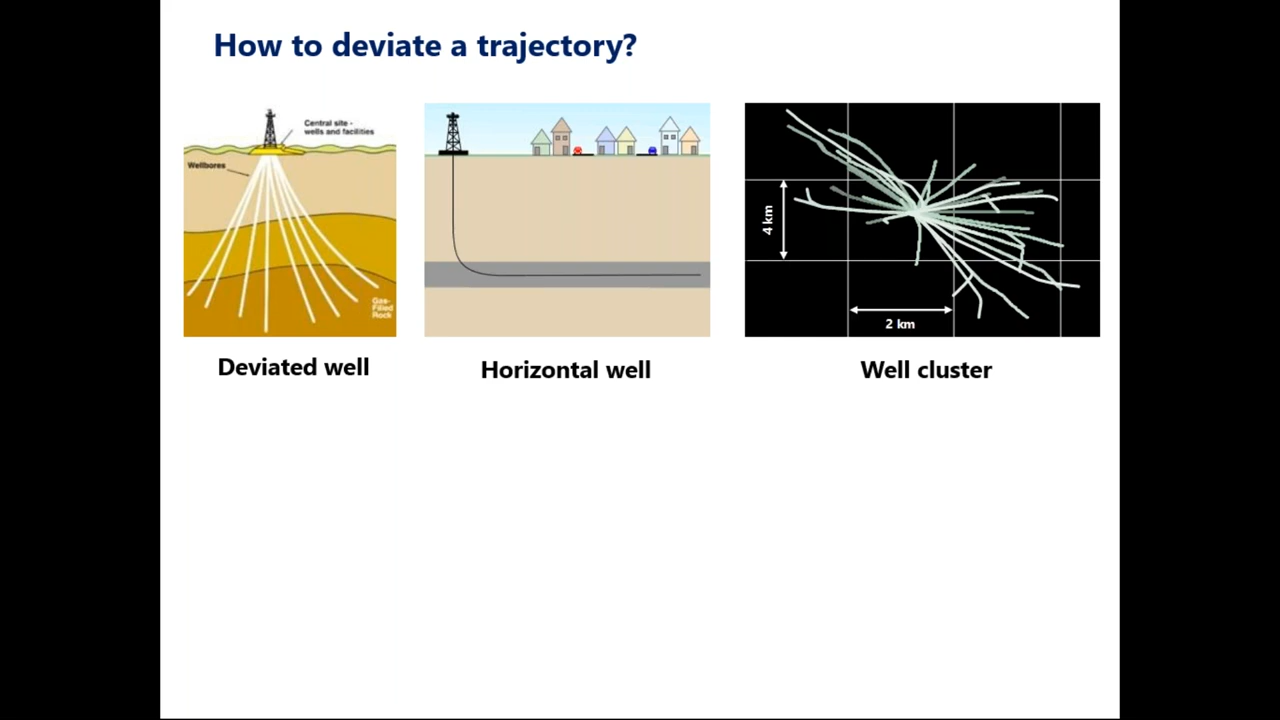 How to deviate a trajectory?
Central site -
wells and facilities
Wellbores
Gas-
Filled
Rock
4 km
2 km
Deviated well
Horizontal well
Well cluster